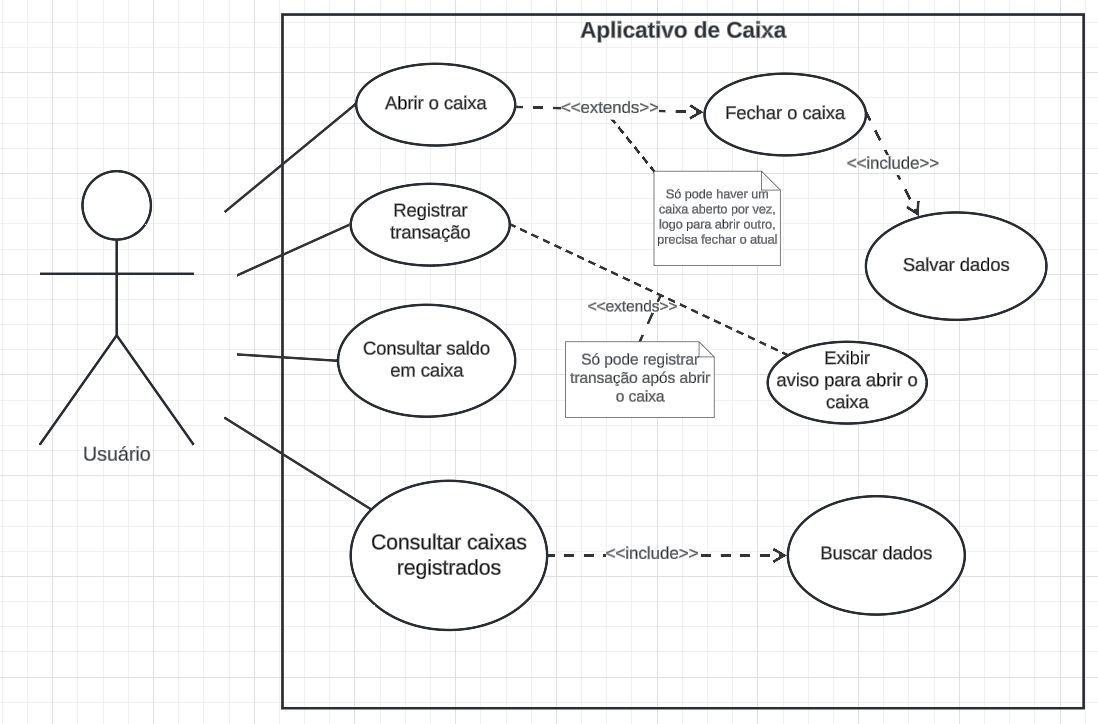 Aplicativo de Caixa
Abrir o caixa
<<extends>>
Fechar o caixa
<<include>>
Só pode haver um
caixa aberto por vez,
logo para abrir outro,
precisa fechar o atual
Registrar
transação
Salvar dados
<<extends>>
Consultar saldo
em caixa
Só pode registrar
transação após abrir
o caixa
Exibir
aviso para abrir o
caixa
Usuário
Consultar caixas
registrados
<<include>>
Buscar dados